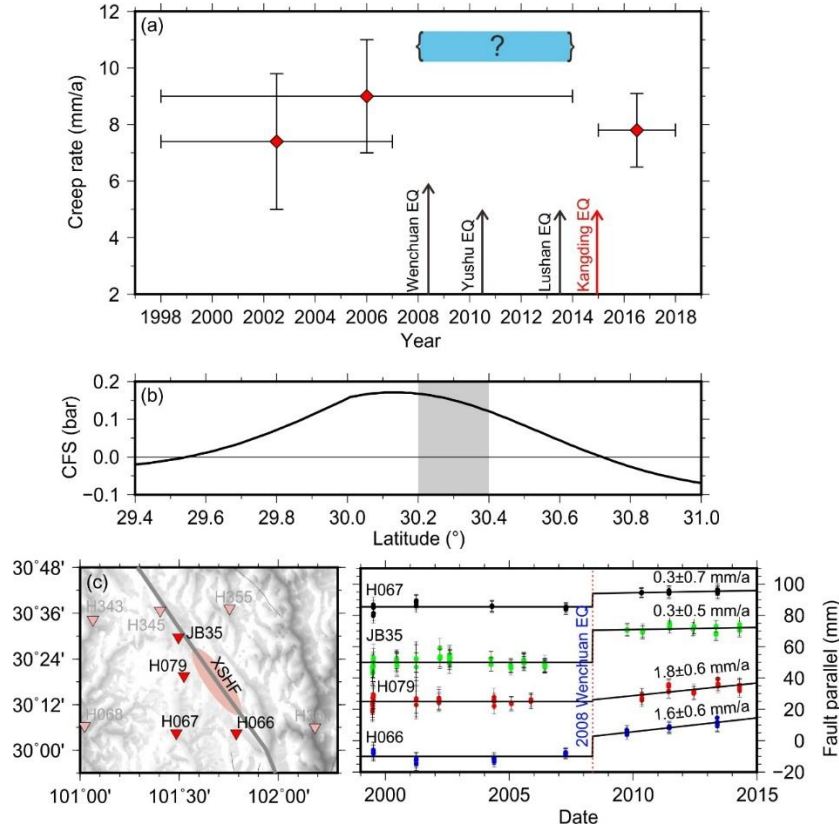 (a)
Creep rate (mm/a)
12
10
8
6
4
2
{ ? }
Wenchuan EQ
Yushu EQ
Lushan EQ
Kangding EQ
1998 2000 2002 2004 2006 2008 2010 2012 2014 2016 2018
Year
(b)
CFS (bar)
0.2
0.1
0.0
−0.1
29.4 29.6 29.8 30.0 30.2 30.4 30.6 30.8 31.0
Latitude (°)
(c)
30°48'
30°36'
30°24'
30°12'
30°00'
H343
H345
H355
JB35
H079
XSHF
H068
H067
H066
101°00' 101°30' 102°00'
H067
JB35
H079
H066
2008 Wenchuan EQ
0.3±0.7 mm/a
0.3±0.5 mm/a
1.8±0.6 mm/a
1.6±0.6 mm/a
100
80
60
40
20
0
−20
Fault parallel (mm)
2000 2005 2010 2015
Date